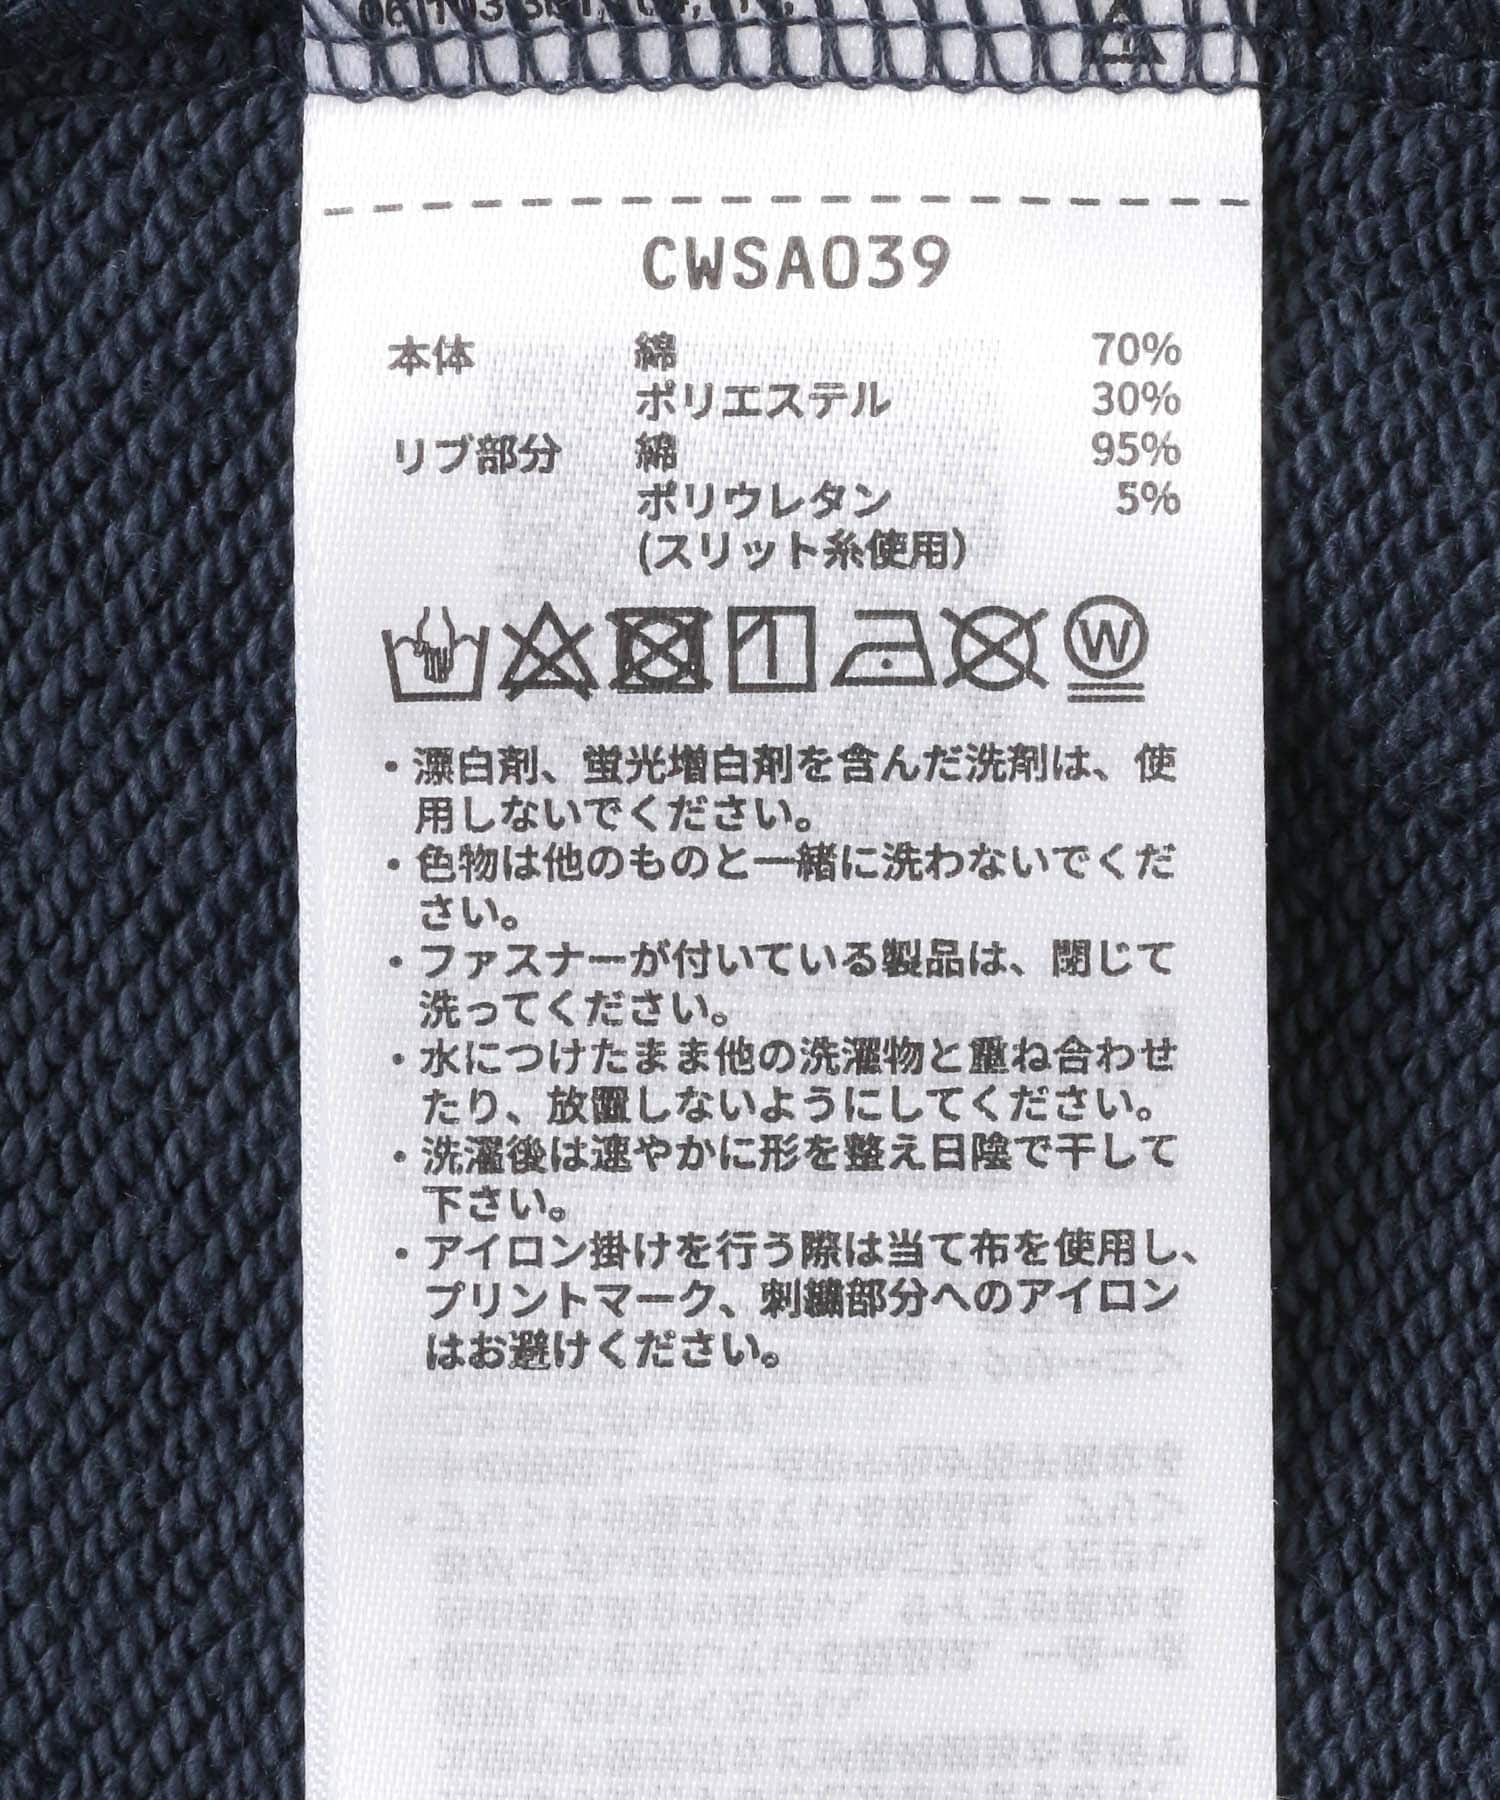 CWSA039
本体 綿 70%
ポリエステル 30%
リブ部分 綿 95%
ポリウレタン 5%
(スリット糸使用)
W
・漂白剤、蛍光増白剤を含んだ洗剤は、使
用しないでください。
・色物は他のものと一緒に洗わないでくだ
さい。
・ファスナーが付いている製品は、閉じて
洗ってください。
・水につけたまま他の洗濯物と重ね合わせ
たり、放置しないようにしてください。
・洗濯後は速やかに形を整え日陰で干して
下さい。
・アイロン掛けを行う際は当て布を使用し、
プリントマーク、刺繍部分へのアイロン
はお避けください。